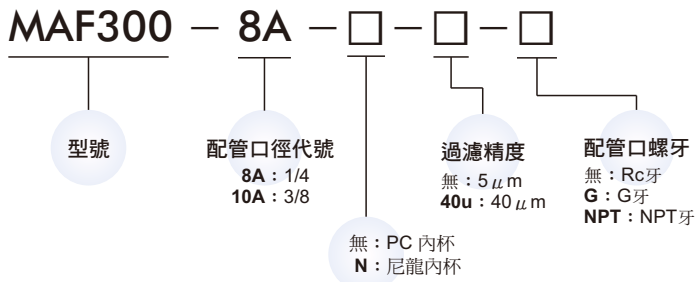 MAF300 － 8A － □ － □ － □
型號
配管口徑代號
8A：1/4
10A：3/8
無：PC 內杯
N：尼龍內杯
過濾精度
無：5μm
40u：40μm
配管口螺牙
無：Rc牙
G：G牙
NPT：NPT牙